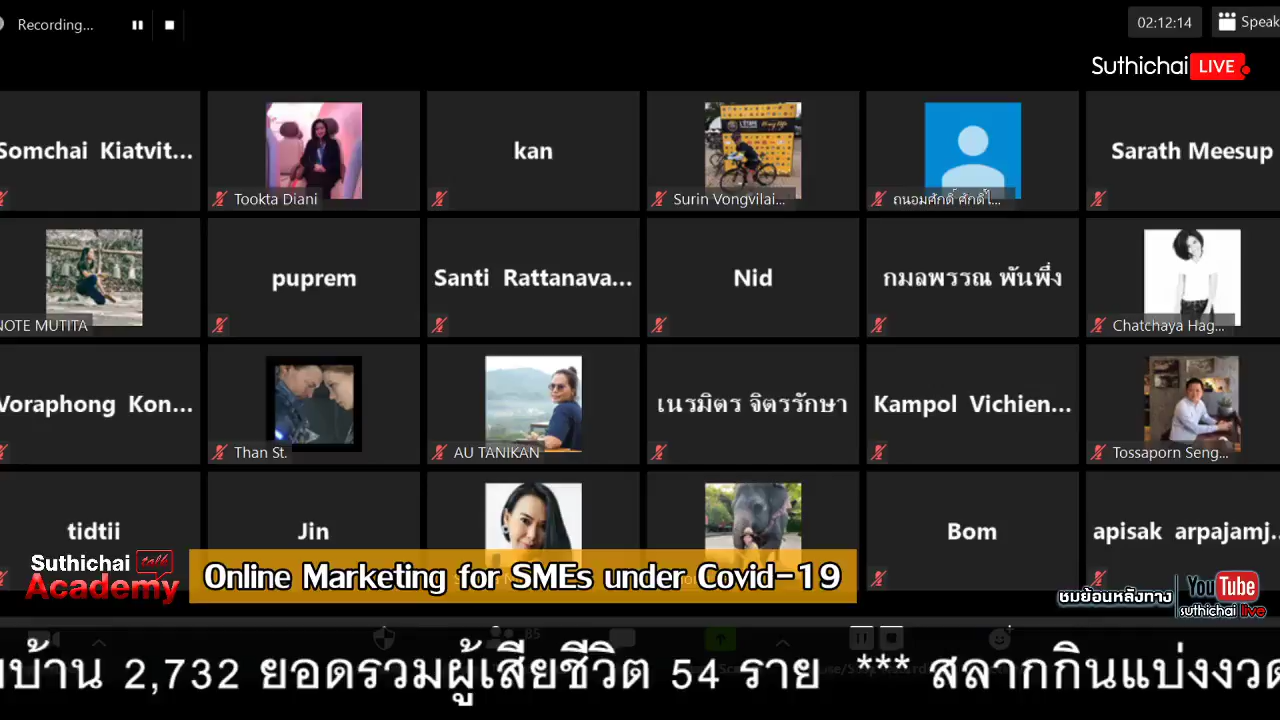 Recording...
02:12:14
Speak
Suthichai LIVE
Somchai Kiatvit...
Tookta Diani
kan
Surin Vongvilai...
ถนอมศักดิ์ ศักดิ์ไ...
Sarath Meesup
NOTE MUTITA
puprem
Santi Rattanava...
Nid
กมลพรรณ พันพึ่ง
Chatchaya Hag...
Voraphong Kon...
Than St.
AU TANIKAN
เนรมิตร จิตรรักษา
Kampol Vichien...
Tossaporn Seng...
tidtii
Jin
Bom
apisak arpajamj...
Suthichai talk
Academy
Online Marketing for SMEs under Covid-19
ชมย้อนหลังทาง
YouTube
suthichai live
85
บ้าน 2,732 ยอดรวมผู้เสียชีวิต 54 ราย *** สลากกินแบ่งงวด